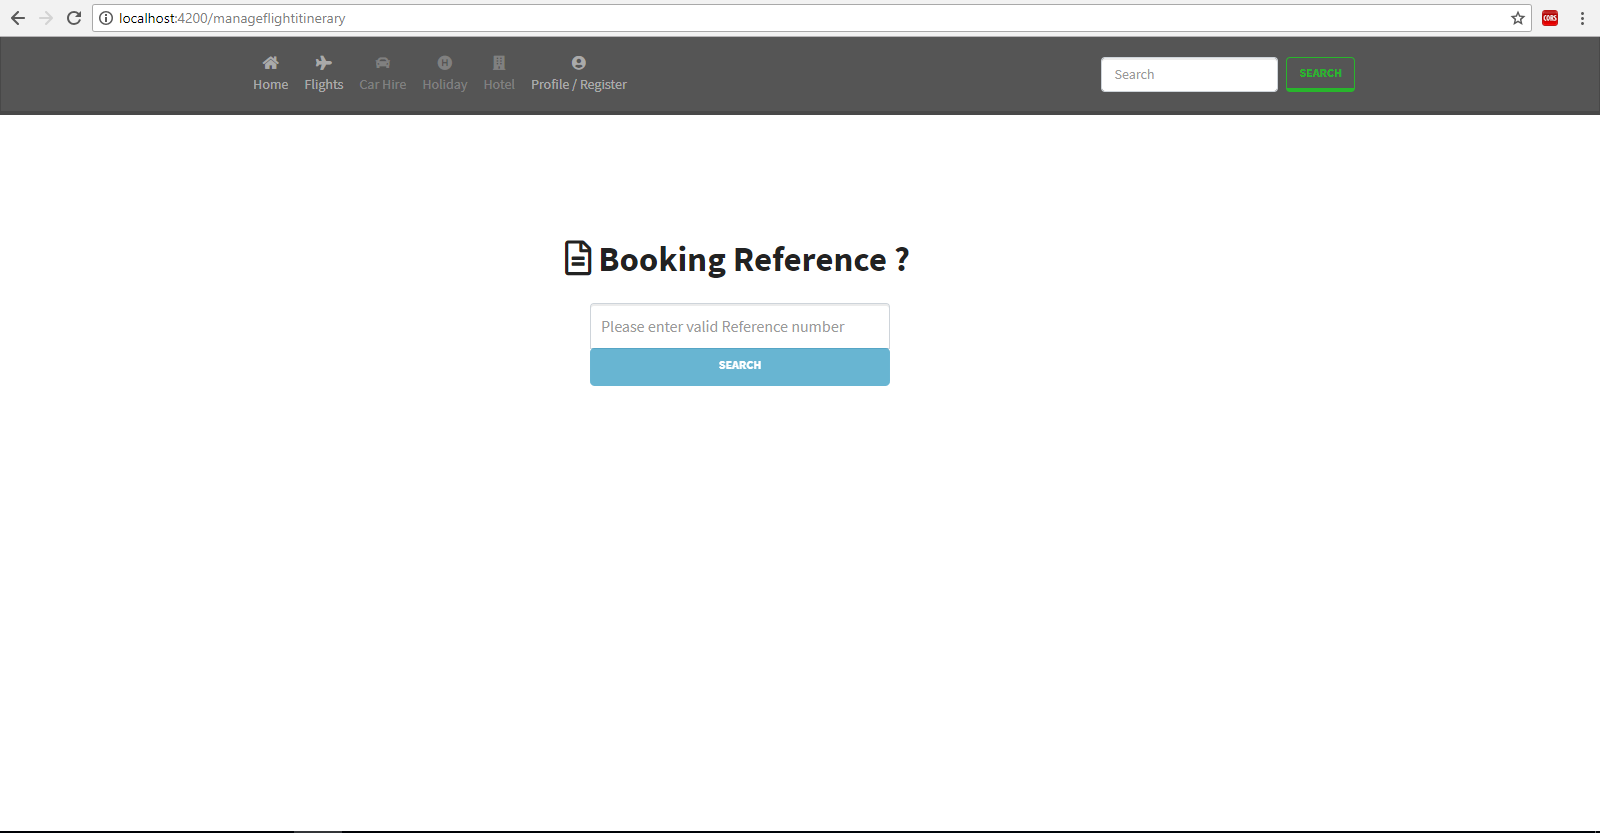 localhost:4200/manageflightitinerary
CORS
Home Flights Car Hire H Holiday Hotel Profile / Register Search SEARCH
Booking Reference ?
Please enter valid Reference number
SEARCH